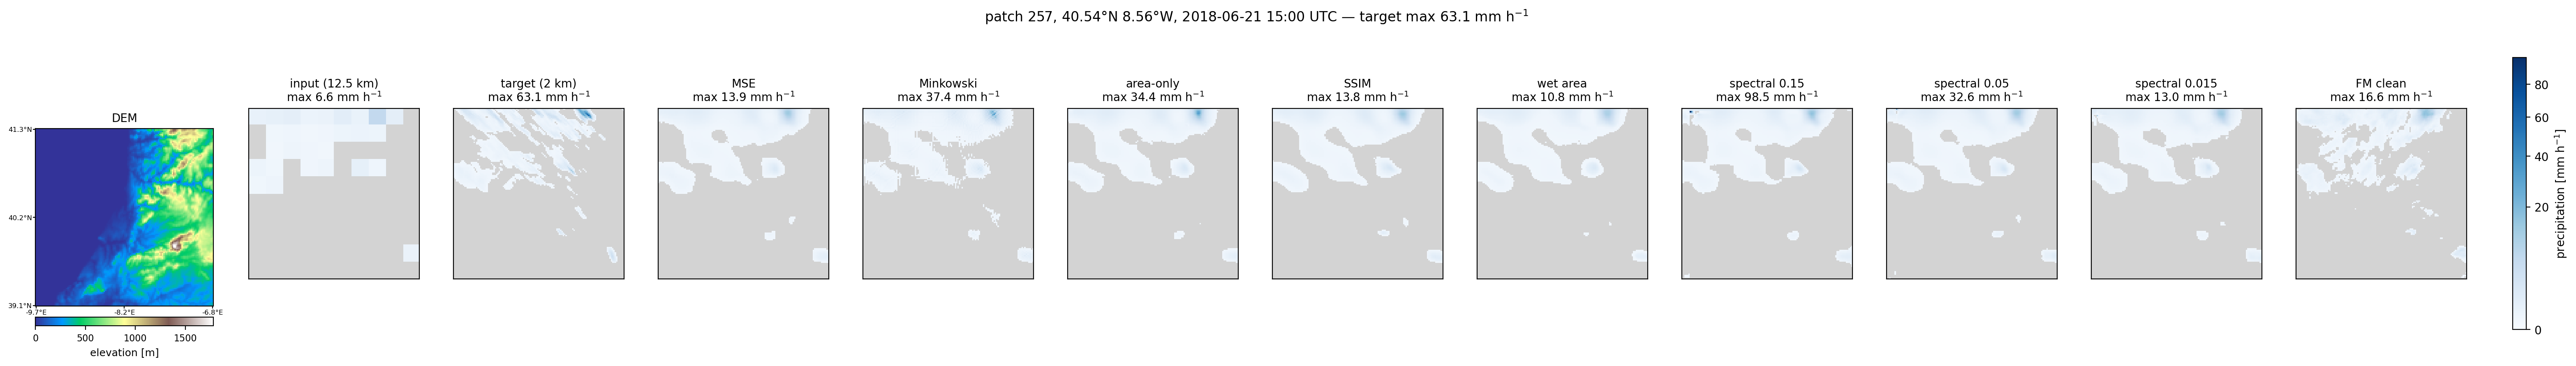 patch 257, 40.54°N 8.56°W, 2018-06-21 15:00 UTC — target max 63.1 mm h⁻¹
DEM
41.3°N
40.2°N
39.1°N
-9.7°E -8.2°E -6.8°E
0 500 1000 1500
elevation [m]
input (12.5 km)
max 6.6 mm h⁻¹
target (2 km)
max 63.1 mm h⁻¹
MSE
max 13.9 mm h⁻¹
Minkowski
max 37.4 mm h⁻¹
area-only
max 34.4 mm h⁻¹
SSIM
max 13.8 mm h⁻¹
wet area
max 10.8 mm h⁻¹
spectral 0.15
max 98.5 mm h⁻¹
spectral 0.05
max 32.6 mm h⁻¹
spectral 0.015
max 13.0 mm h⁻¹
FM clean
max 16.6 mm h⁻¹
80
60
40
20
0
precipitation [mm h⁻¹]